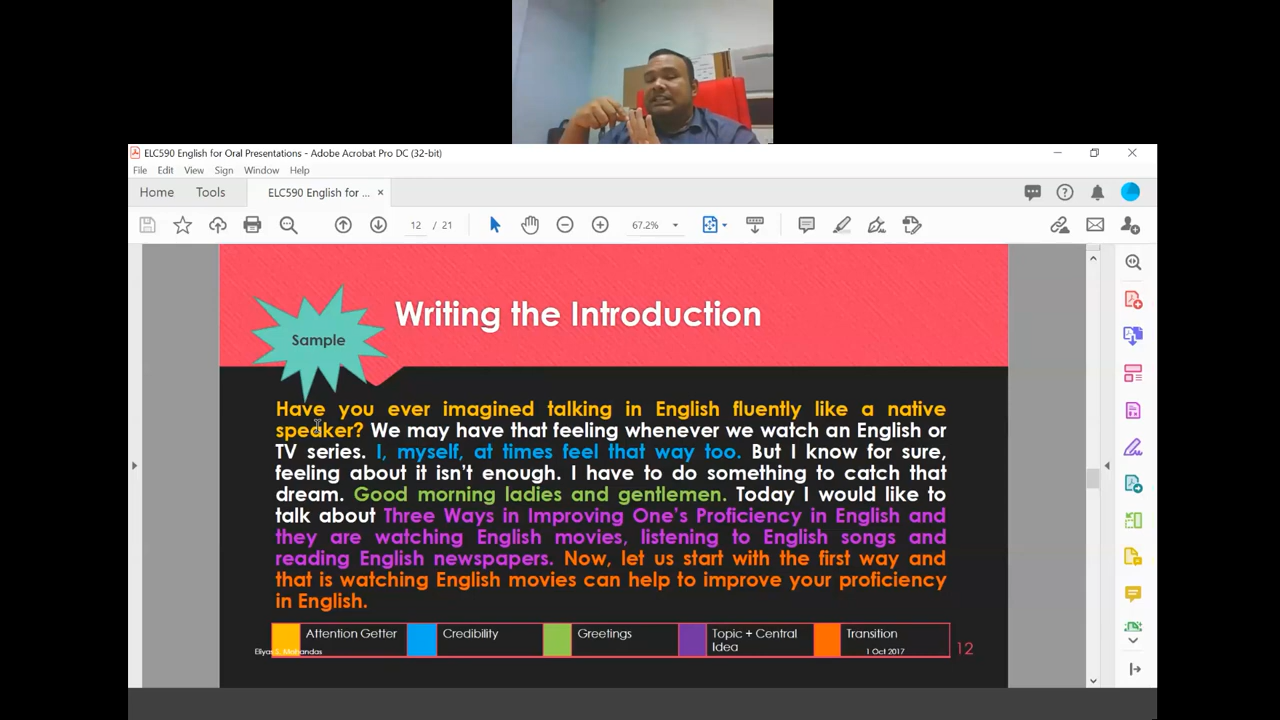 ELC590 English for Oral Presentations - Adobe Acrobat Pro DC (32-bit)
File Edit View Sign Window Help
Home Tools ELC590 English for ... ×
12 / 21 67.2%
Writing the Introduction
Sample
Have you ever imagined talking in English fluently like a native
speaker? We may have that feeling whenever we watch an English or
TV series. I, myself, at times feel that way too. But I know for sure,
feeling about it isn't enough. I have to do something to catch that
dream. Good morning ladies and gentlemen. Today I would like to
talk about Three Ways in Improving One's Proficiency in English and
they are watching English movies, listening to English songs and
reading English newspapers. Now, let us start with the first way and
that is watching English movies can help to improve your proficiency
in English.
Attention Getter Credibility Greetings Topic + Central Transition
Idea
1 Oct 2017 12